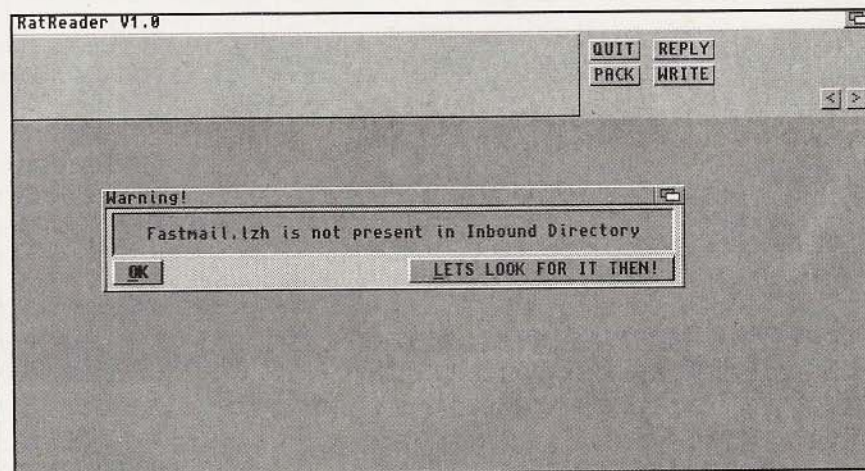 RatReader V1.0
QUIT REPLY
PACK WRITE
< >
Warning!
Fastmail.lzh is not present in Inbound Directory
OK LETS LOOK FOR IT THEN!